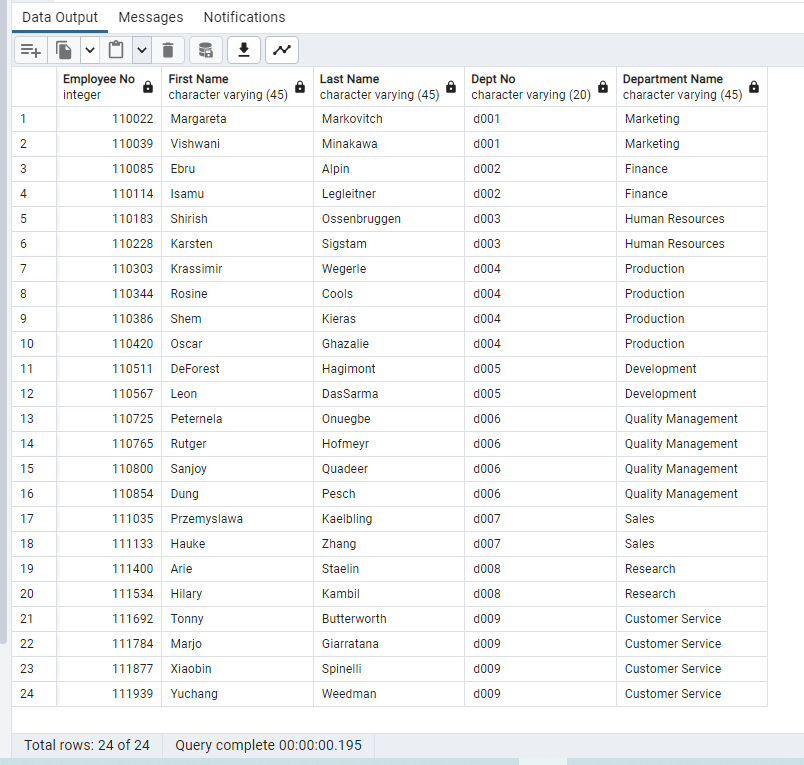 Data Output Messages Notifications
Employee No First Name Last Name Dept No Department Name
integer character varying (45) character varying (45) character varying (20) character varying (45)
1 110022 Margareta Markovitch d001 Marketing
2 110039 Vishwani Minakawa d001 Marketing
3 110085 Ebru Alpin d002 Finance
4 110114 Isamu Legleitner d002 Finance
5 110183 Shirish Ossenbruggen d003 Human Resources
6 110228 Karsten Sigstam d003 Human Resources
7 110303 Krassimir Wegerle d004 Production
8 110344 Rosine Cools d004 Production
9 110386 Shem Kieras d004 Production
10 110420 Oscar Ghazalie d004 Production
11 110511 DeForest Hagimont d005 Development
12 110567 Leon DasSarma d005 Development
13 110725 Peternela Onuegbe d006 Quality Management
14 110765 Rutger Hofmeyr d006 Quality Management
15 110800 Sanjoy Quadeer d006 Quality Management
16 110854 Dung Pesch d006 Quality Management
17 111035 Przemyslawa Kaelbling d007 Sales
18 111133 Hauke Zhang d007 Sales
19 111400 Arie Staelin d008 Research
20 111534 Hilary Kambil d008 Research
21 111692 Tonny Butterworth d009 Customer Service
22 111784 Marjo Giarratana d009 Customer Service
23 111877 Xiaobin Spinelli d009 Customer Service
24 111939 Yuchang Weedman d009 Customer Service
Total rows: 24 of 24 Query complete 00:00:00.195